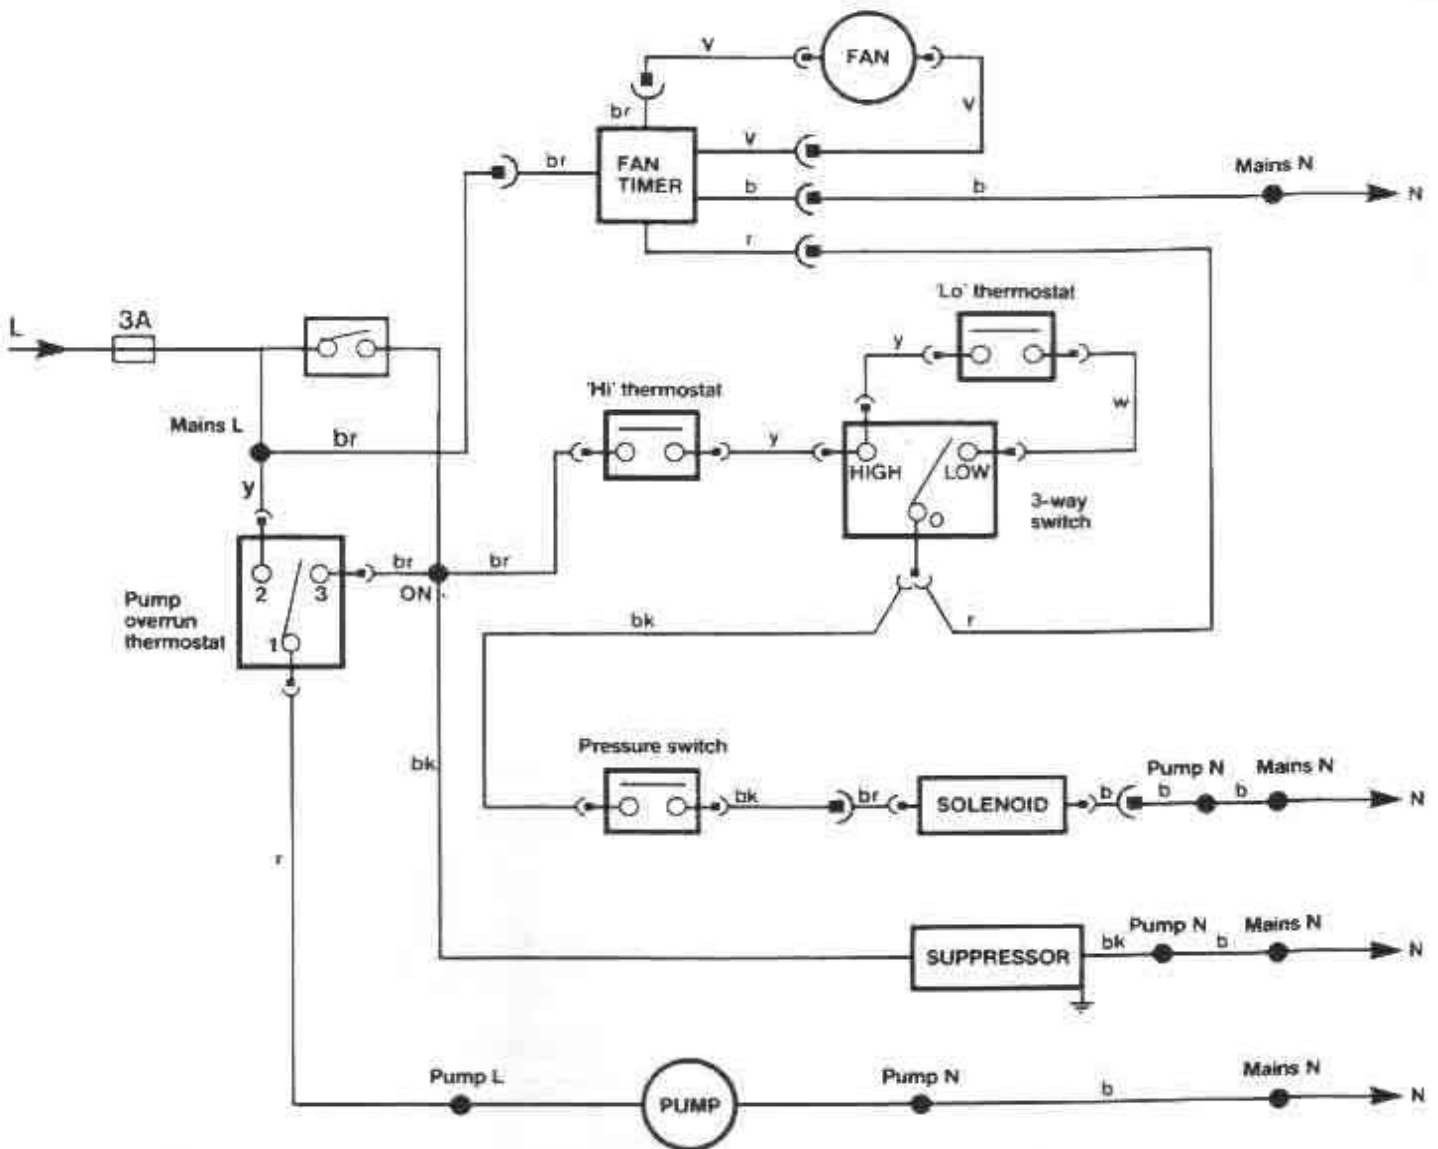 V
FAN
br
V
FAN
TIMER
br
V
b
b
Mains N
N
r
L
3A
'Lo' thermostat
y
'Hi' thermostat
w
Mains L
br
y
HIGH
LOW
O
3-way
switch
y
br
br
ON
2
3
1
Pump
overrun
thermostat
bk
r
Pressure switch
bk
bk
br
SOLENOID
b
Pump N
b
b
Mains N
N
r
SUPPRESSOR
bk
Pump N
b
Mains N
N
Pump L
PUMP
Pump N
b
Mains N
N